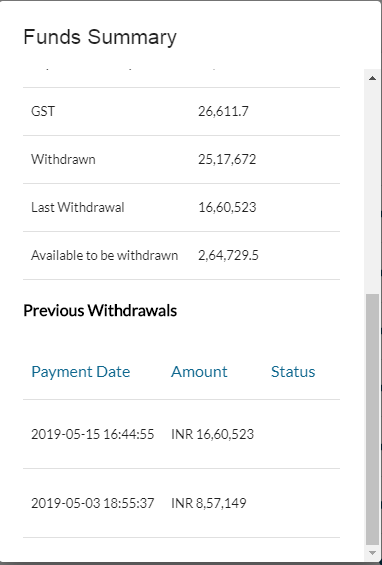 Funds Summary
GST 26,611.7
Withdrawn 25,17,672
Last Withdrawal 16,60,523
Available to be withdrawn 2,64,729.5
Previous Withdrawals
Payment Date Amount Status
2019-05-15 16:44:55 INR 16,60,523
2019-05-03 18:55:37 INR 8,57,149